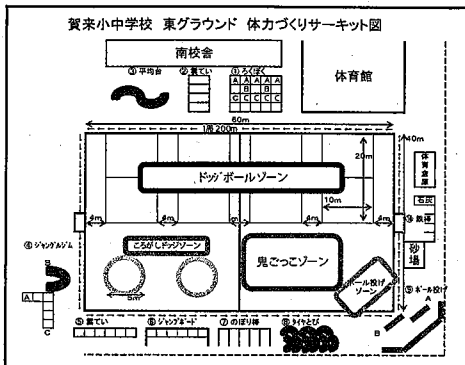 賀来小中学校 東グラウンド 体力づくりサーキット図
南校舎
体育館
③ 平均台
② 雲てい
① ろくぼく
A A A A A
B B
C C C C C
60m
1周 200m
40m
20m
ドッジボールゾーン
10m
4m
4m
4m
4m
体育倉庫
石灰
⑩ 鉄棒
砂場
ころがしドッジゾーン
鬼ごっこゾーン
ボール投げゾーン
5m
④ ジャングルジム
B
A
C
⑨ ボール投げ
A
B
C
⑤ 雲てい
⑥ ジャンプボード
⑦ のぼり棒
⑧ タイヤとび